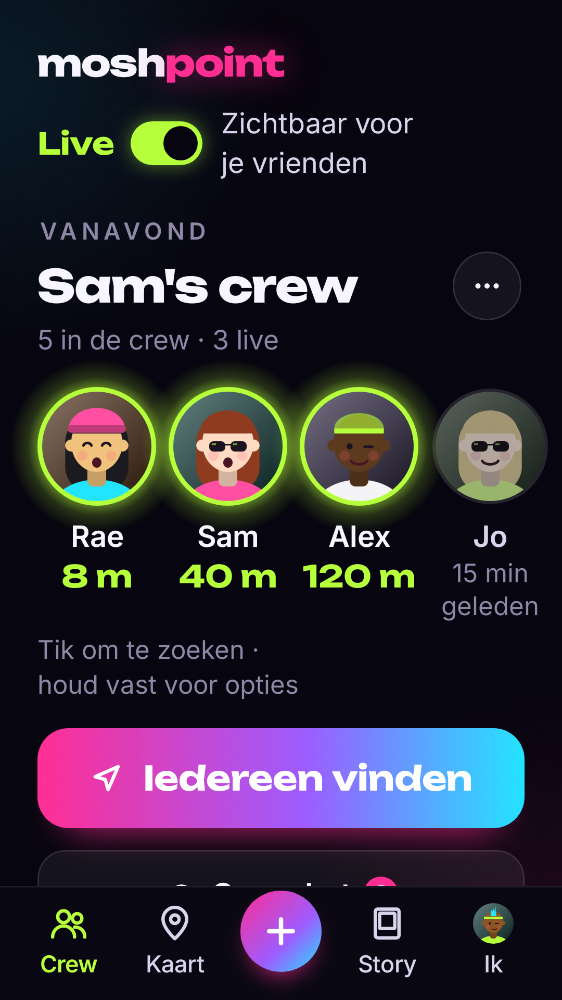 moshpoint
Live
Zichtbaar voor
je vrienden
VANAVOND
Sam's crew
5 in de crew · 3 live
Rae
8 m
Sam
40 m
Alex
120 m
Jo
15 min
geleden
Tik om te zoeken ·
houd vast voor opties
Iedereen vinden
Crew
Kaart
Story
Ik